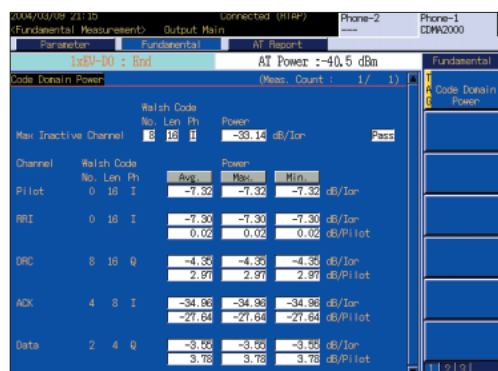 2004/03/09 21:15 Connected (RTAP) Phone-2 Phone-1
<Fundamental Measurement> Output Main ---- CDMA2000
Parameter Fundamental AT Report
1xEV-DO : End AT Power :-40.5 dBm Fundamental
Code Domain Power (Meas. Count : 1/ 1) TAG Code Domain
Power
Walsh Code
No. Len Ph Power
Max Inactive Channel 8 16 I -33.14 dB/Ior Pass
Channel Walsh Code Power
No. Len Ph Avg. Max. Min.
Pilot 0 16 I -7.32 -7.32 -7.32 dB/Ior
RRI 0 16 I -7.30 -7.30 -7.30 dB/Ior
0.02 0.02 0.02 dB/Pilot
DRC 8 16 Q -4.35 -4.35 -4.35 dB/Ior
2.97 2.97 2.97 dB/Pilot
ACK 4 8 I -34.96 -34.96 -34.96 dB/Ior
-27.64 -27.64 -27.64 dB/Pilot
Data 2 4 Q -3.55 -3.55 -3.55 dB/Ior
3.78 3.78 3.78 dB/Pilot
1 2 3